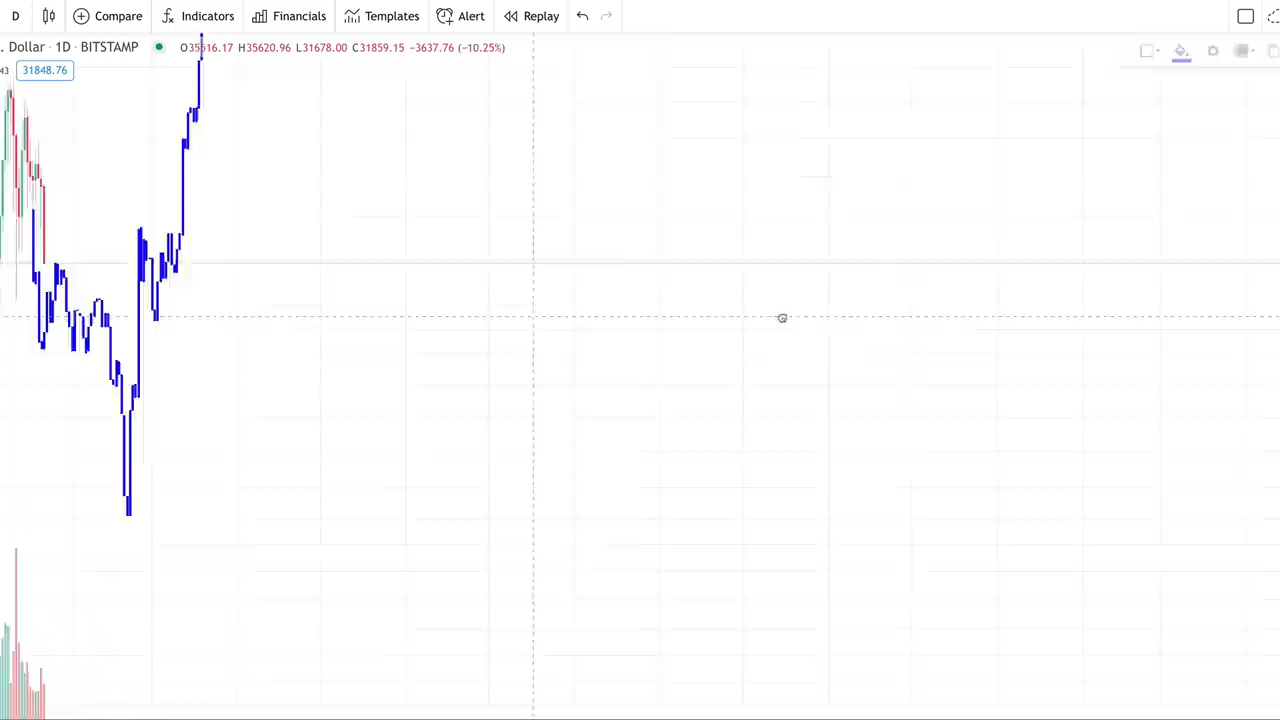 D Compare Indicators Financials Templates Alert Replay
. Dollar · 1D · BITSTAMP O35516.17 H35620.96 L31678.00 C31859.15 −3637.76 (−10.25%)
43 31848.76